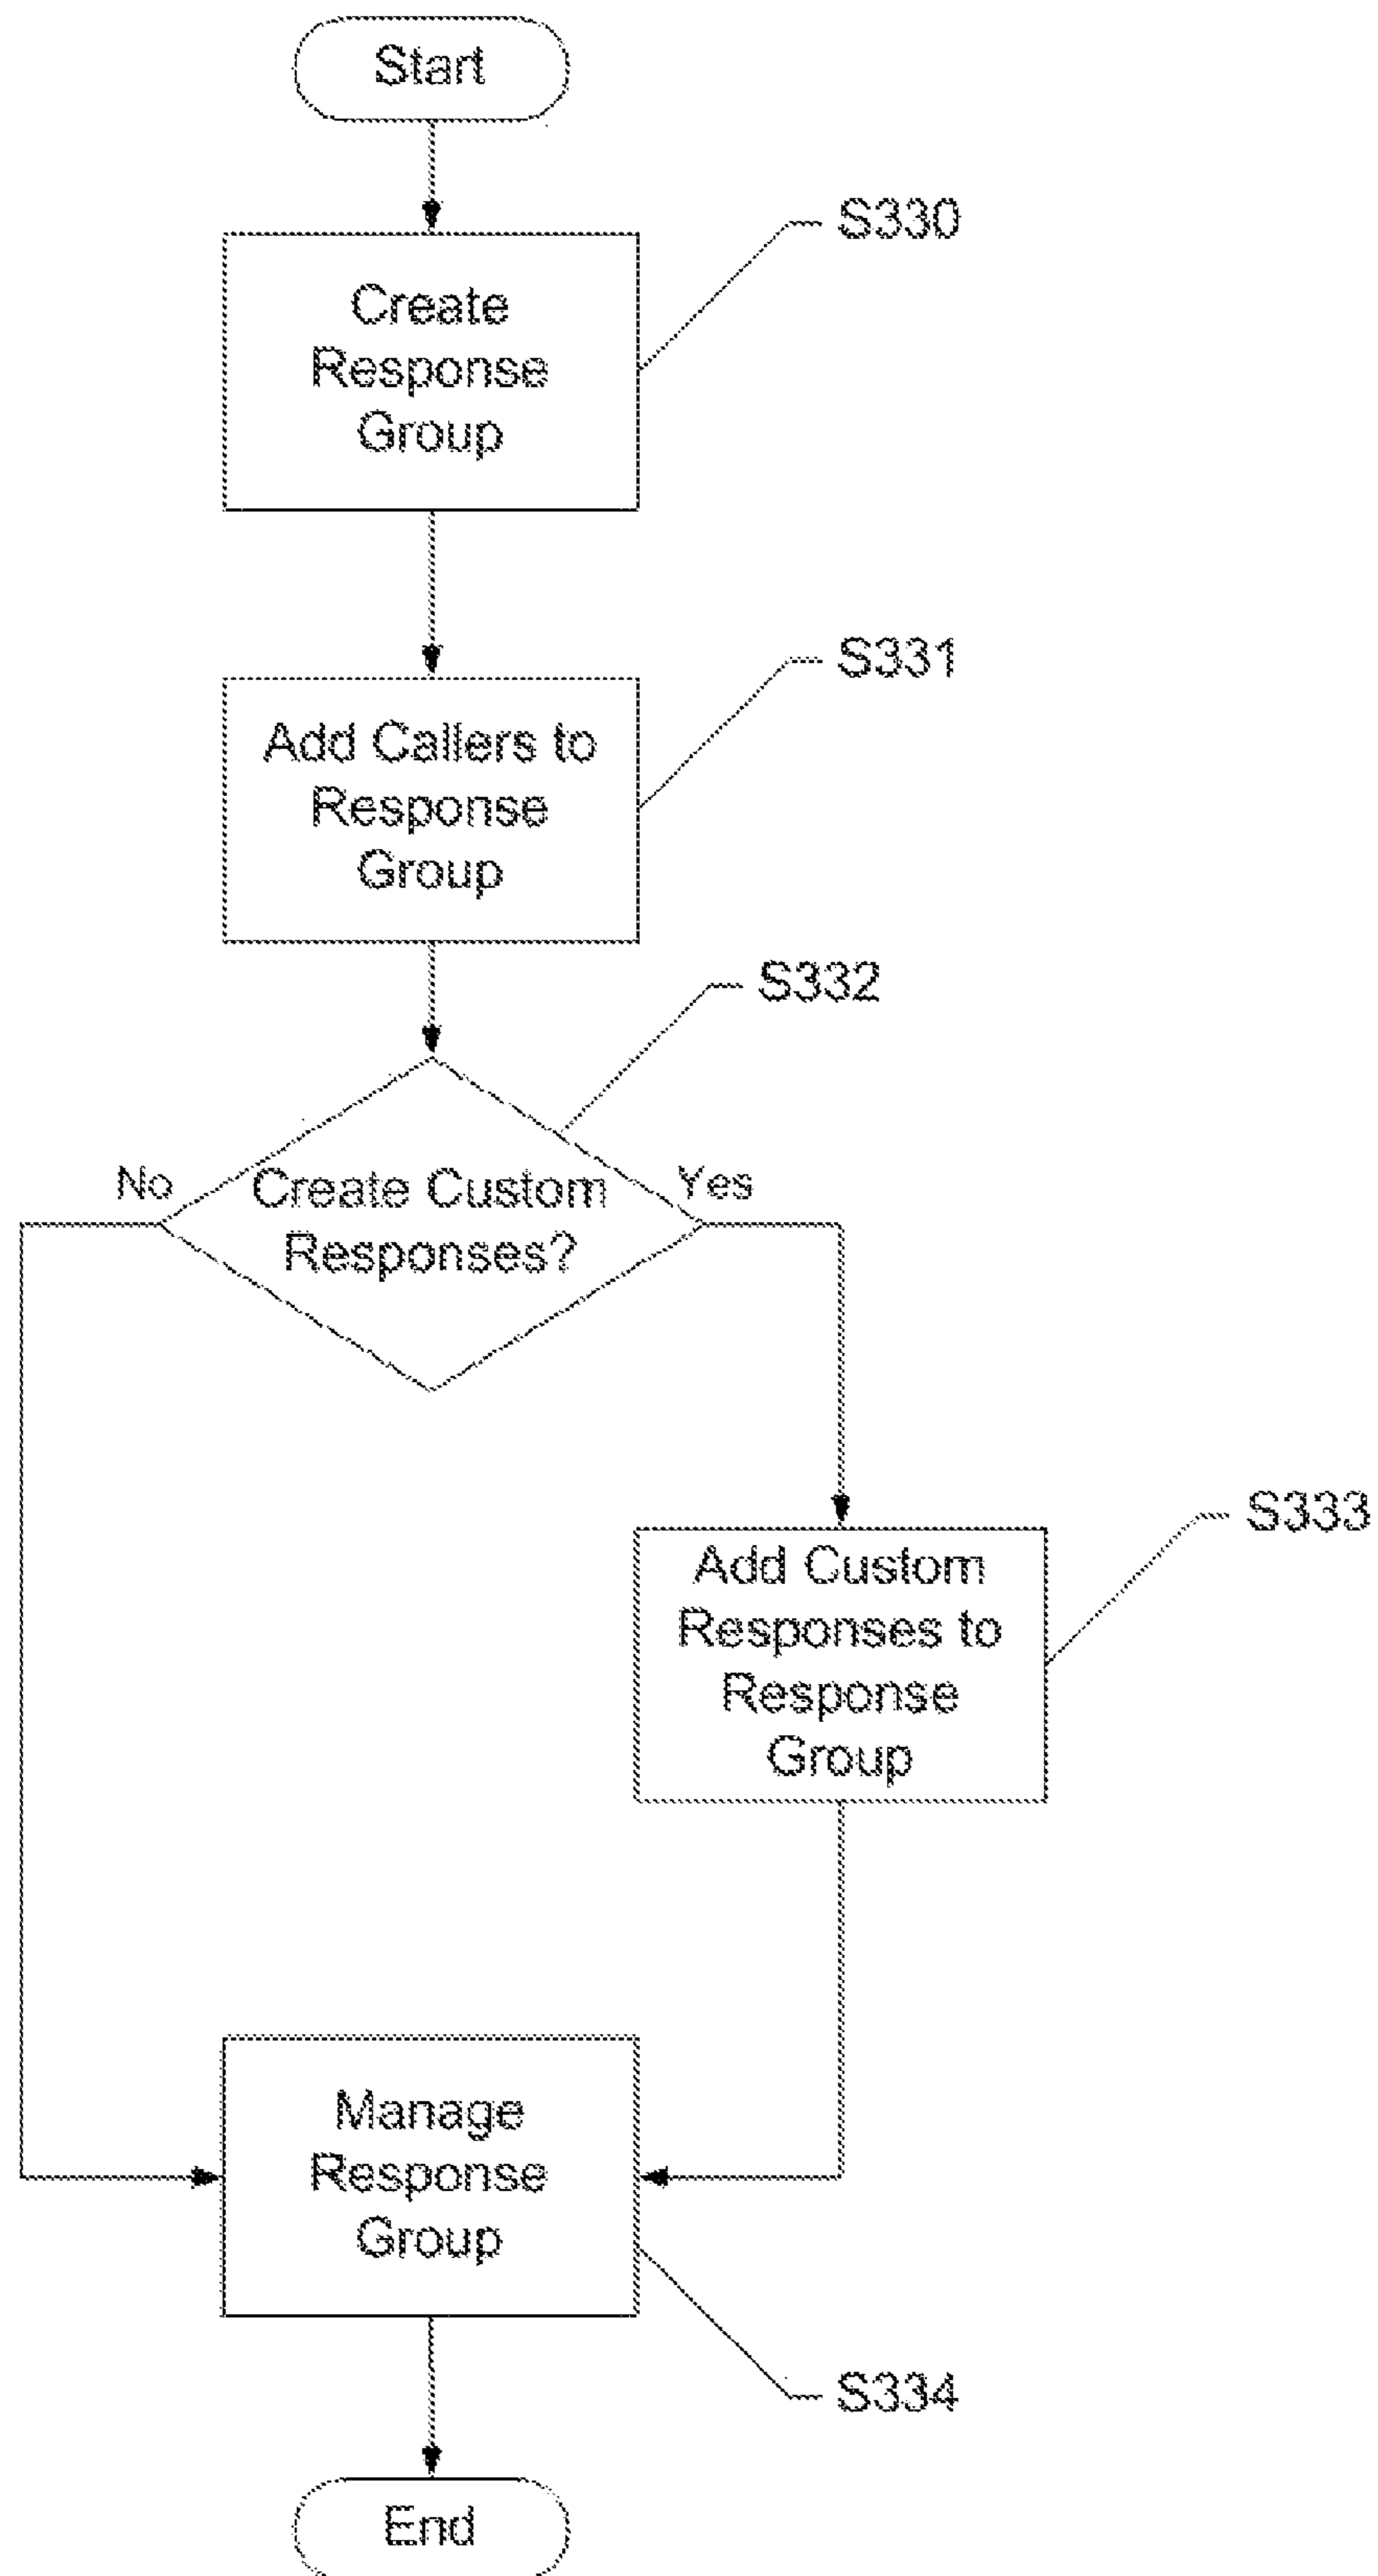 Start
S330
Create
Response
Group
S331
Add Callers to
Response
Group
S332
No
Create Custom
Responses?
Yes
S333
Add Custom
Responses to
Response
Group
Manage
Response
Group
S334
End